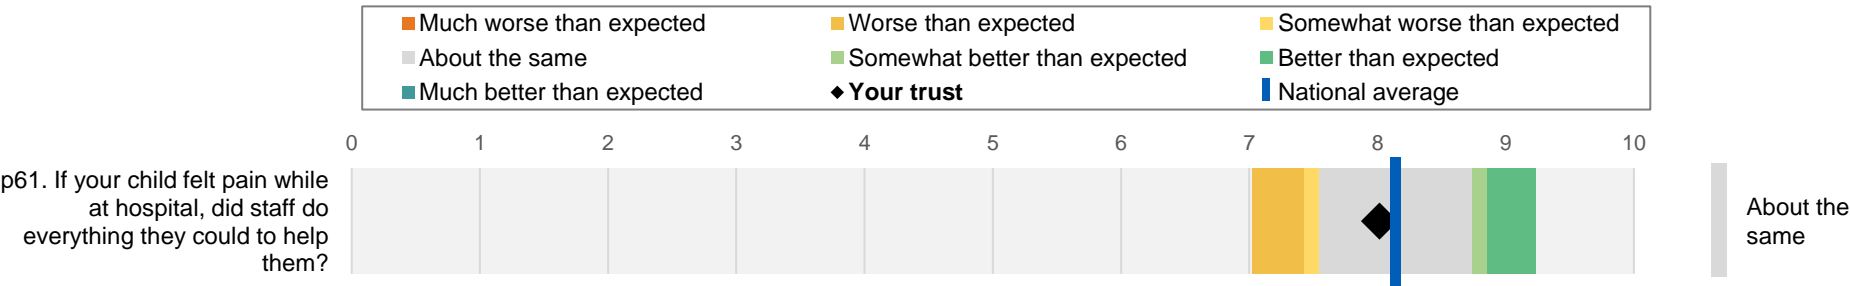 Much worse than expected
Worse than expected
Somewhat worse than expected
About the same
Somewhat better than expected
Better than expected
Much better than expected
Your trust
National average
0 1 2 3 4 5 6 7 8 9 10
p61. If your child felt pain while
at hospital, did staff do
everything they could to help
them?
About the
same